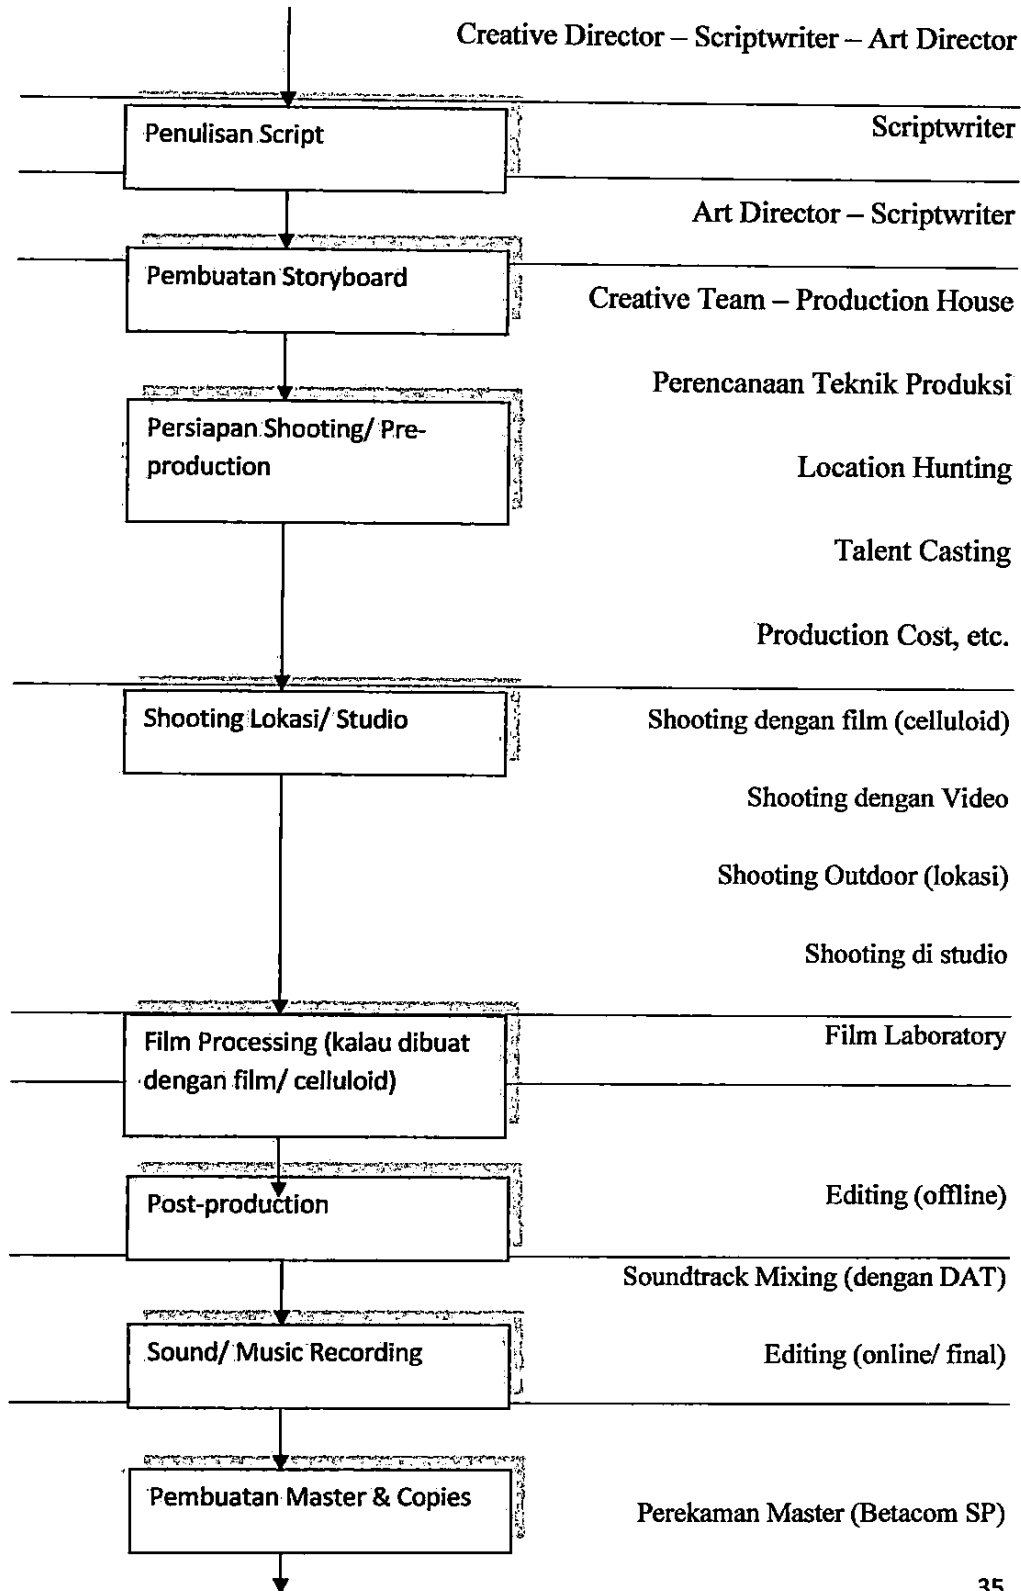 Creative Director – Scriptwriter – Art Director
Penulisan Script
Scriptwriter
Art Director – Scriptwriter
Pembuatan Storyboard
Creative Team – Production House
Perencanaan Teknik Produksi
Persiapan Shooting/ Pre-
production
Location Hunting
Talent Casting
Production Cost, etc.
Shooting Lokasi/ Studio
Shooting dengan film (celluloid)
Shooting dengan Video
Shooting Outdoor (lokasi)
Shooting di studio
Film Processing (kalau dibuat
dengan film/ celluloid)
Film Laboratory
Post-production
Editing (offline)
Soundtrack Mixing (dengan DAT)
Sound/ Music Recording
Editing (online/ final)
Pembuatan Master & Copies
Perekaman Master (Betacom SP)
35